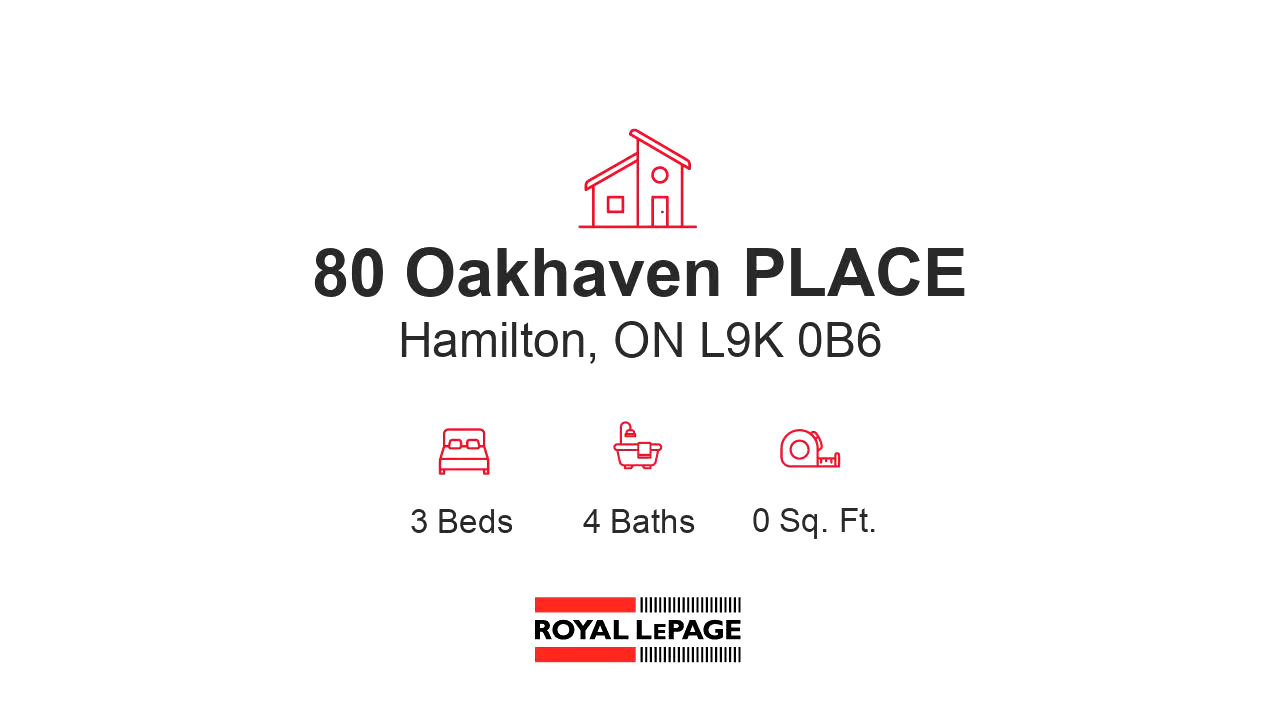 80 Oakhaven PLACE
Hamilton, ON L9K 0B6
3 Beds 4 Baths 0 Sq. Ft.
ROYAL LEPAGE